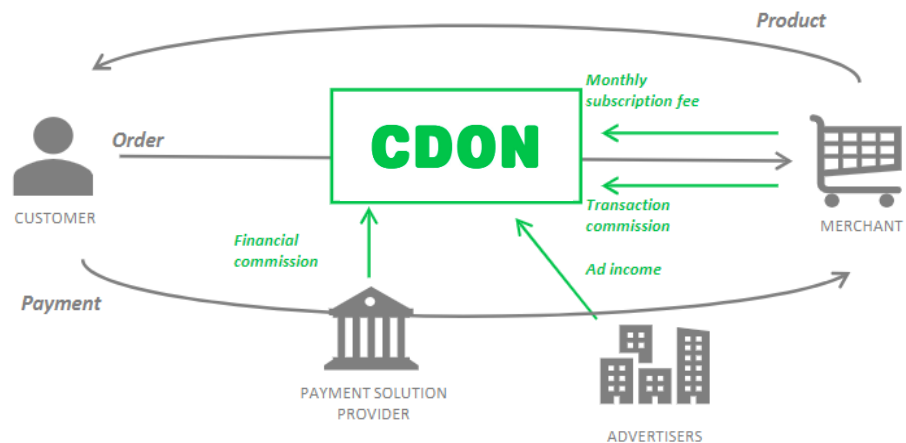 Product
Monthly
subscription fee
CDON
Order
CUSTOMER
Transaction
commission
MERCHANT
Financial
commission
Ad income
Payment
PAYMENT SOLUTION
PROVIDER
ADVERTISERS